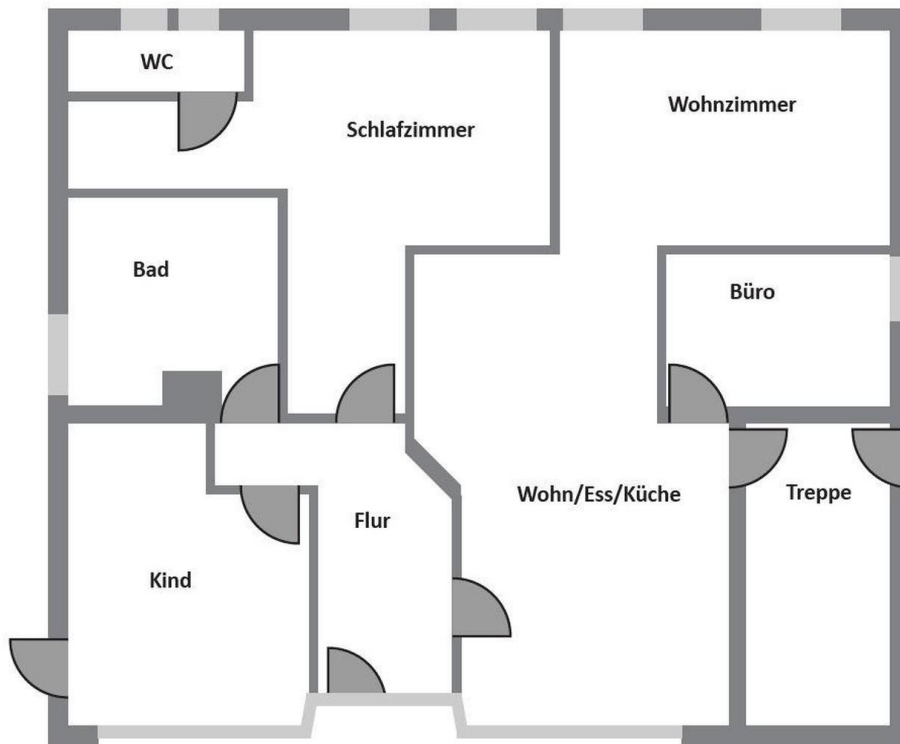 WC
Wohnzimmer
Schlafzimmer
Bad
Büro
Wohn/Ess/Küche
Treppe
Flur
Kind